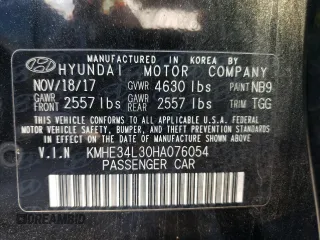 MANUFACTURED IN KOREA BY
HYUNDAI MOTOR COMPANY
NOV/18/17 GVWR 4630 lbs PAINT NB9
GAWR FRONT 2557 lbs GAWR REAR 2557 lbs TRIM TGG
THIS VEHICLE CONFORMS TO ALL APPLICABLE
FEDERAL MOTOR VEHICLE SAFETY, BUMPER,
AND THEFT PREVENTION STANDARDS IN EFFECT
ON THE DATE OF MANUFACTURE SHOWN ABOVE.
V.I.N KMHE34L30HA076054
PASSENGER CAR
© IDREAMBID